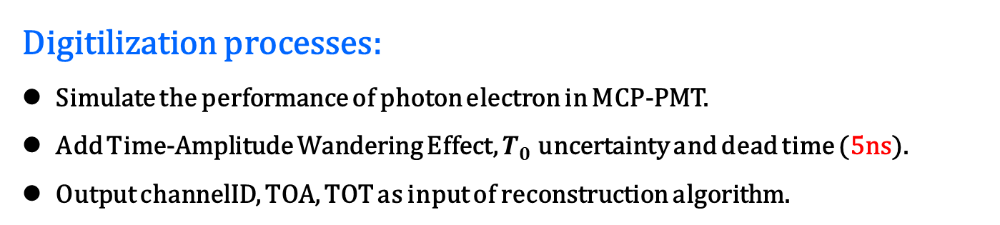 Digitilization processes:
● Simulate the performance of photon electron in MCP-PMT.
● Add Time-Amplitude Wandering Effect, T₀ uncertainty and dead time (5ns).
● Output channelID, TOA, TOT as input of reconstruction algorithm.